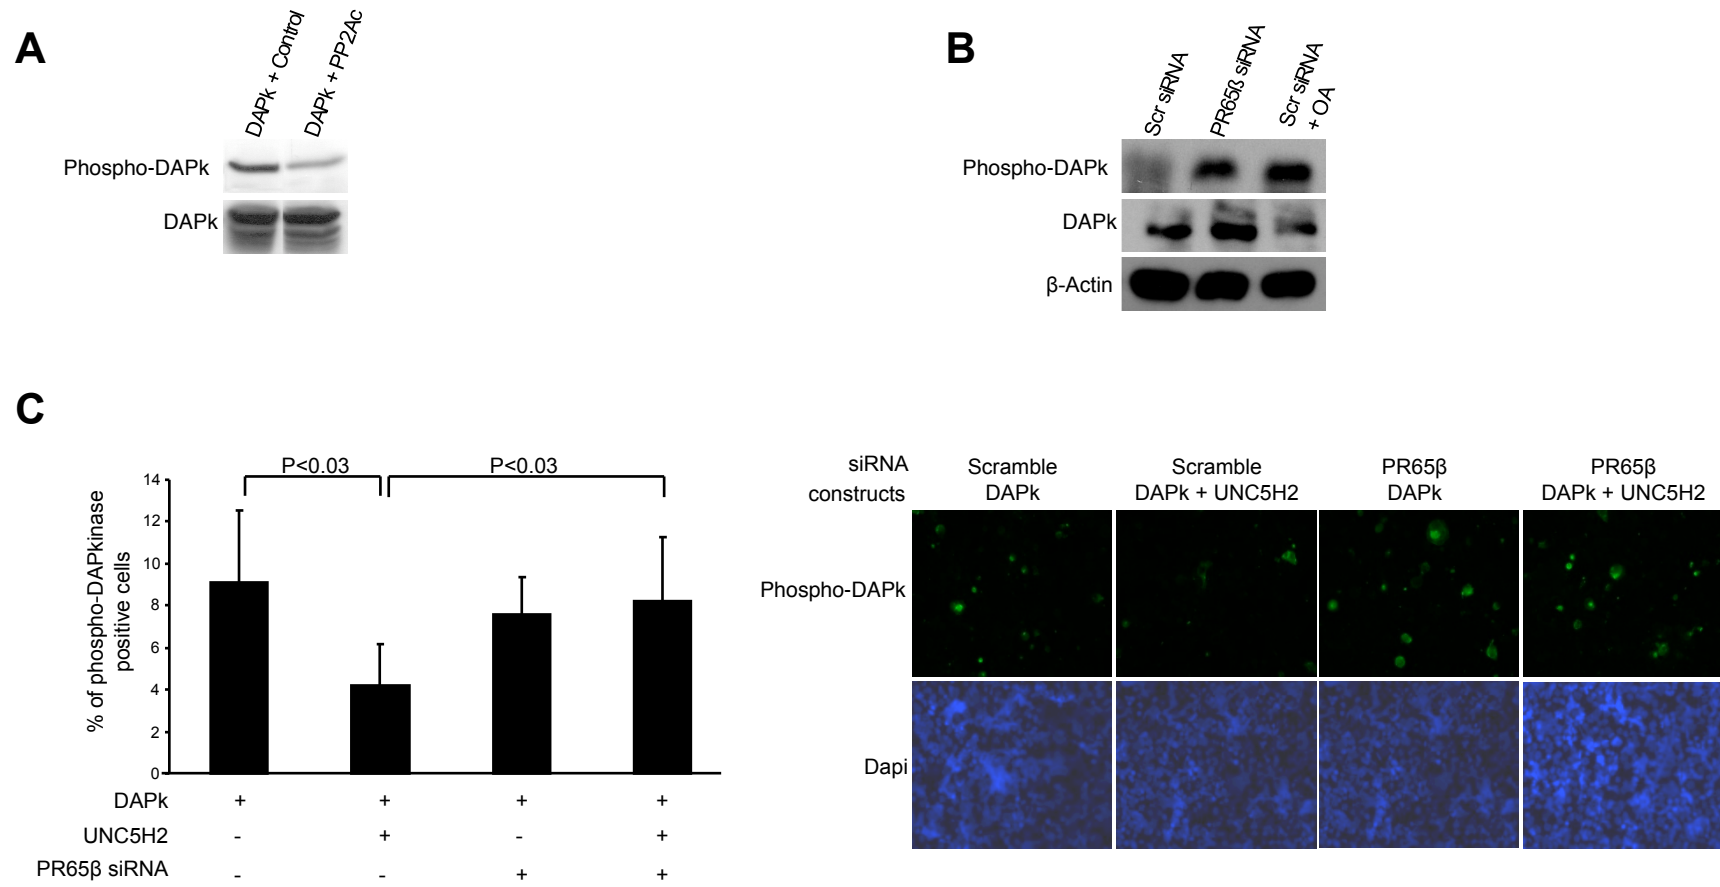 A
DAPk + Control
DAPk + PP2Ac
Phospho-DAPk
DAPk
B
Scr siRNA
PR65ß siRNA
Scr siRNA
+ OA
Phospho-DAPk
DAPk
β-Actin
C
% of phospho-DAPkinase
positive cells
14
12
10
8
6
4
2
0
P<0.03
P<0.03
DAPk + + + +
UNC5H2 - + - +
PR65β siRNA - - + +
siRNA Scramble Scramble PR65β PR65β
constructs DAPk DAPk + UNC5H2 DAPk DAPk + UNC5H2
Phospho-DAPk
Dapi